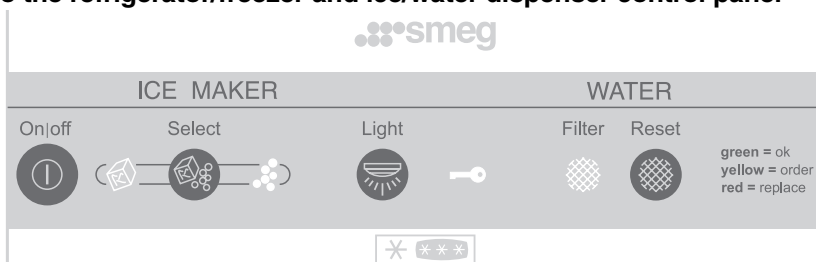 the refrigerator/freezer and ice/water dispenser control panel
smeg
ICE MAKER
WATER
On|off
Select
Light
Filter
Reset
green = ok
yellow = order
red = replace